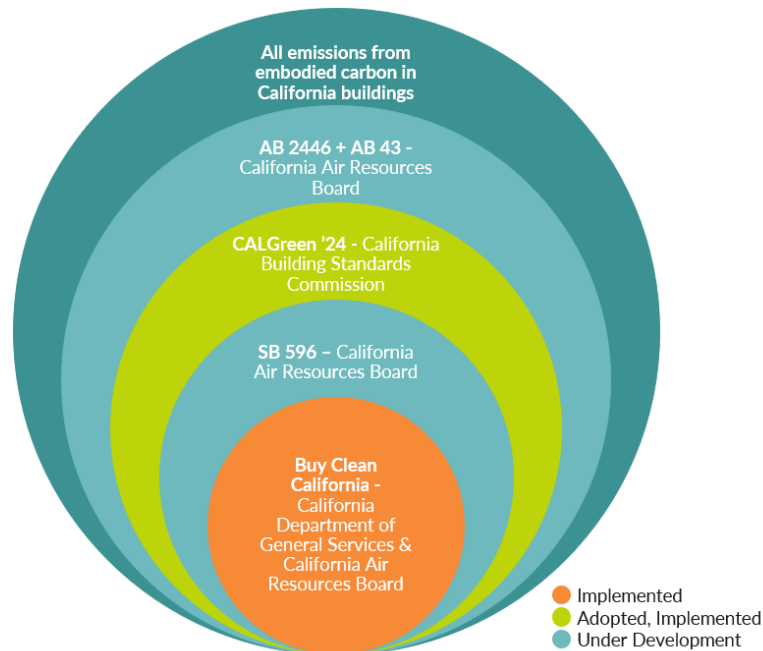 All emissions from
embodied carbon in
California buildings
AB 2446 + AB 43 -
California Air Resources
Board
CALGreen ’24 - California
Building Standards
Commission
SB 596 – California
Air Resources Board
Buy Clean
California -
California
Department of
General Services &
California Air
Resources Board
Implemented
Adopted, Implemented
Under Development